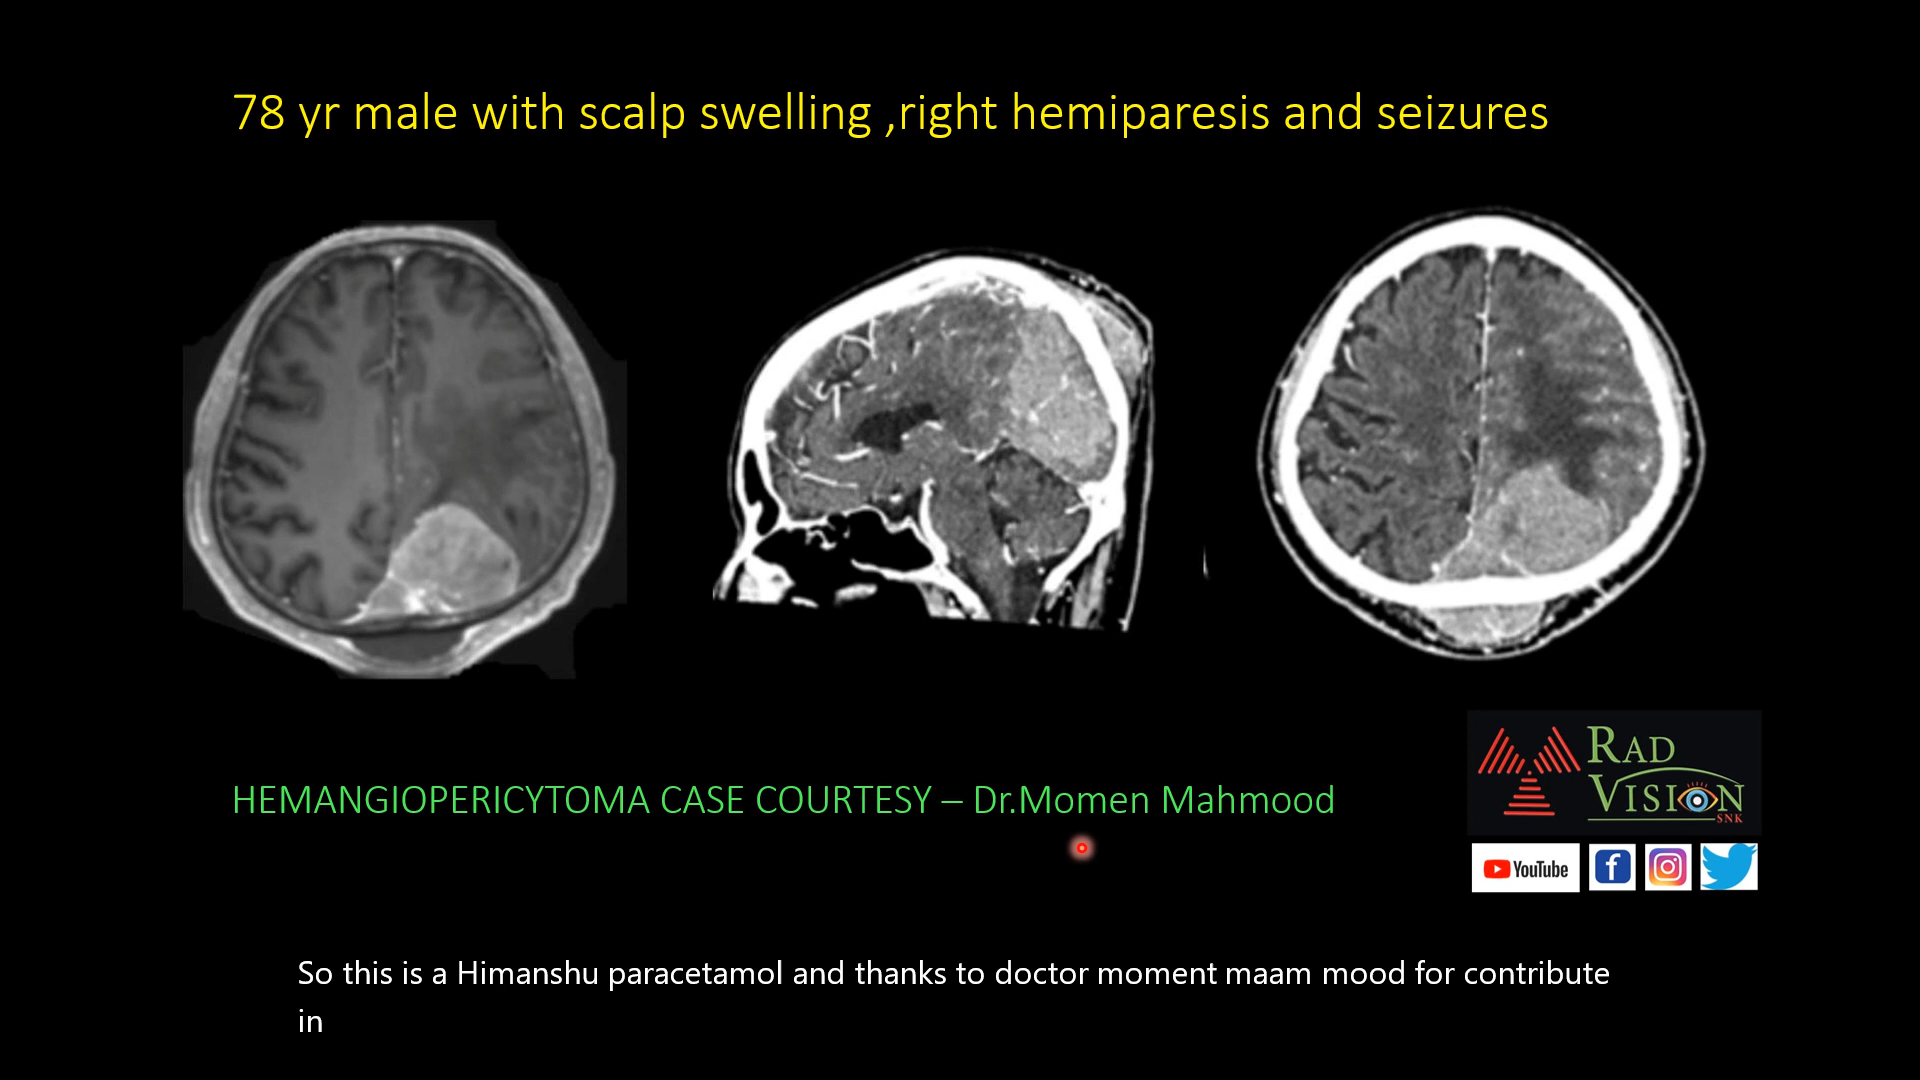 78 yr male with scalp swelling ,right hemiparesis and seizures
HEMANGIOPERICYTOMA CASE COURTESY – Dr.Momen Mahmood
RAD
VISION
SNK
YouTube
So this is a Himanshu paracetamol and thanks to doctor moment maam mood for contribute
in